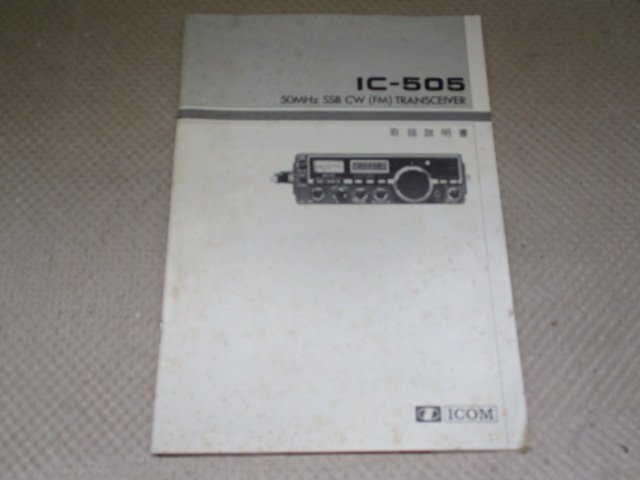 IC-505
50MHz SSB CW (FM) TRANSCEIVER
取扱説明書
ICOM